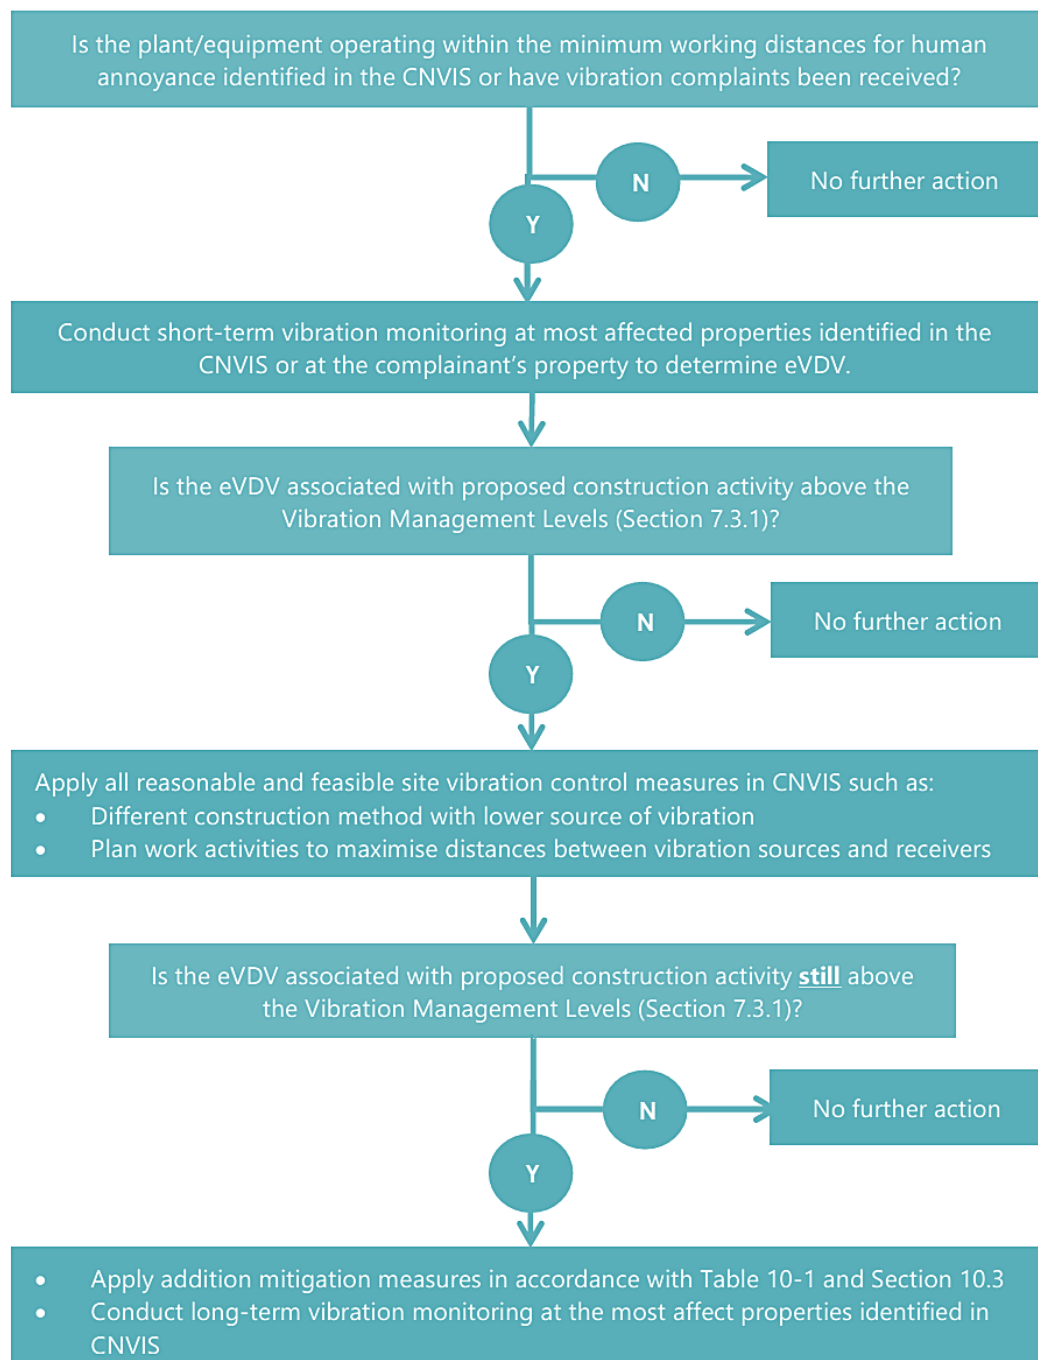 Is the plant/equipment operating within the minimum working distances for human
annoyance identified in the CNVIS or have vibration complaints been received?
N
No further action
Y
Conduct short-term vibration monitoring at most affected properties identified in the
CNVIS or at the complainant’s property to determine eVDV.
Is the eVDV associated with proposed construction activity above the
Vibration Management Levels (Section 7.3.1)?
N
No further action
Y
Apply all reasonable and feasible site vibration control measures in CNVIS such as:
• Different construction method with lower source of vibration
• Plan work activities to maximise distances between vibration sources and receivers
Is the eVDV associated with proposed construction activity still above
the Vibration Management Levels (Section 7.3.1)?
N
No further action
Y
• Apply addition mitigation measures in accordance with Table 10-1 and Section 10.3
• Conduct long-term vibration monitoring at the most affect properties identified in
CNVIS